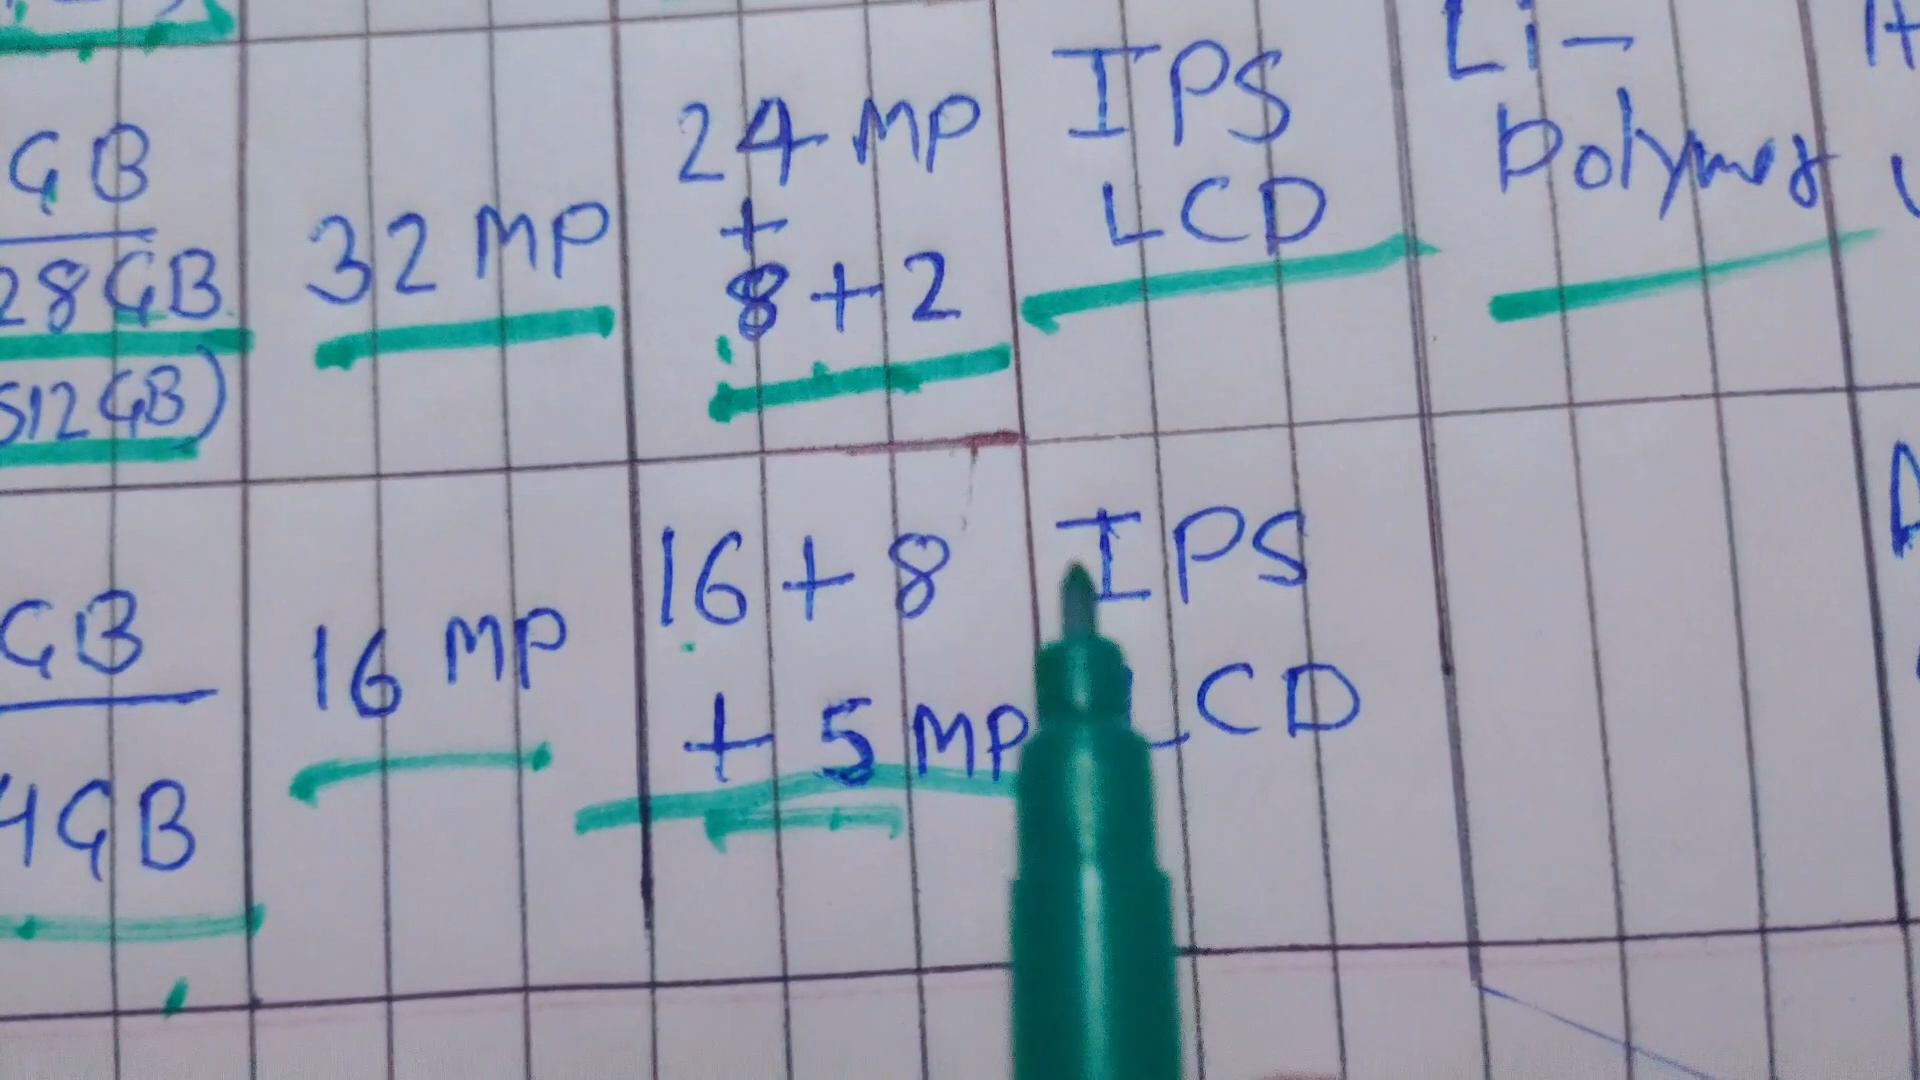 GB
28GB
512GB)
32 MP
24 MP
+
8+2
IPS
LCD
Li-
Polymer
GB
4GB
16 MP
16+8
+ 5 MP
IPS
LCD